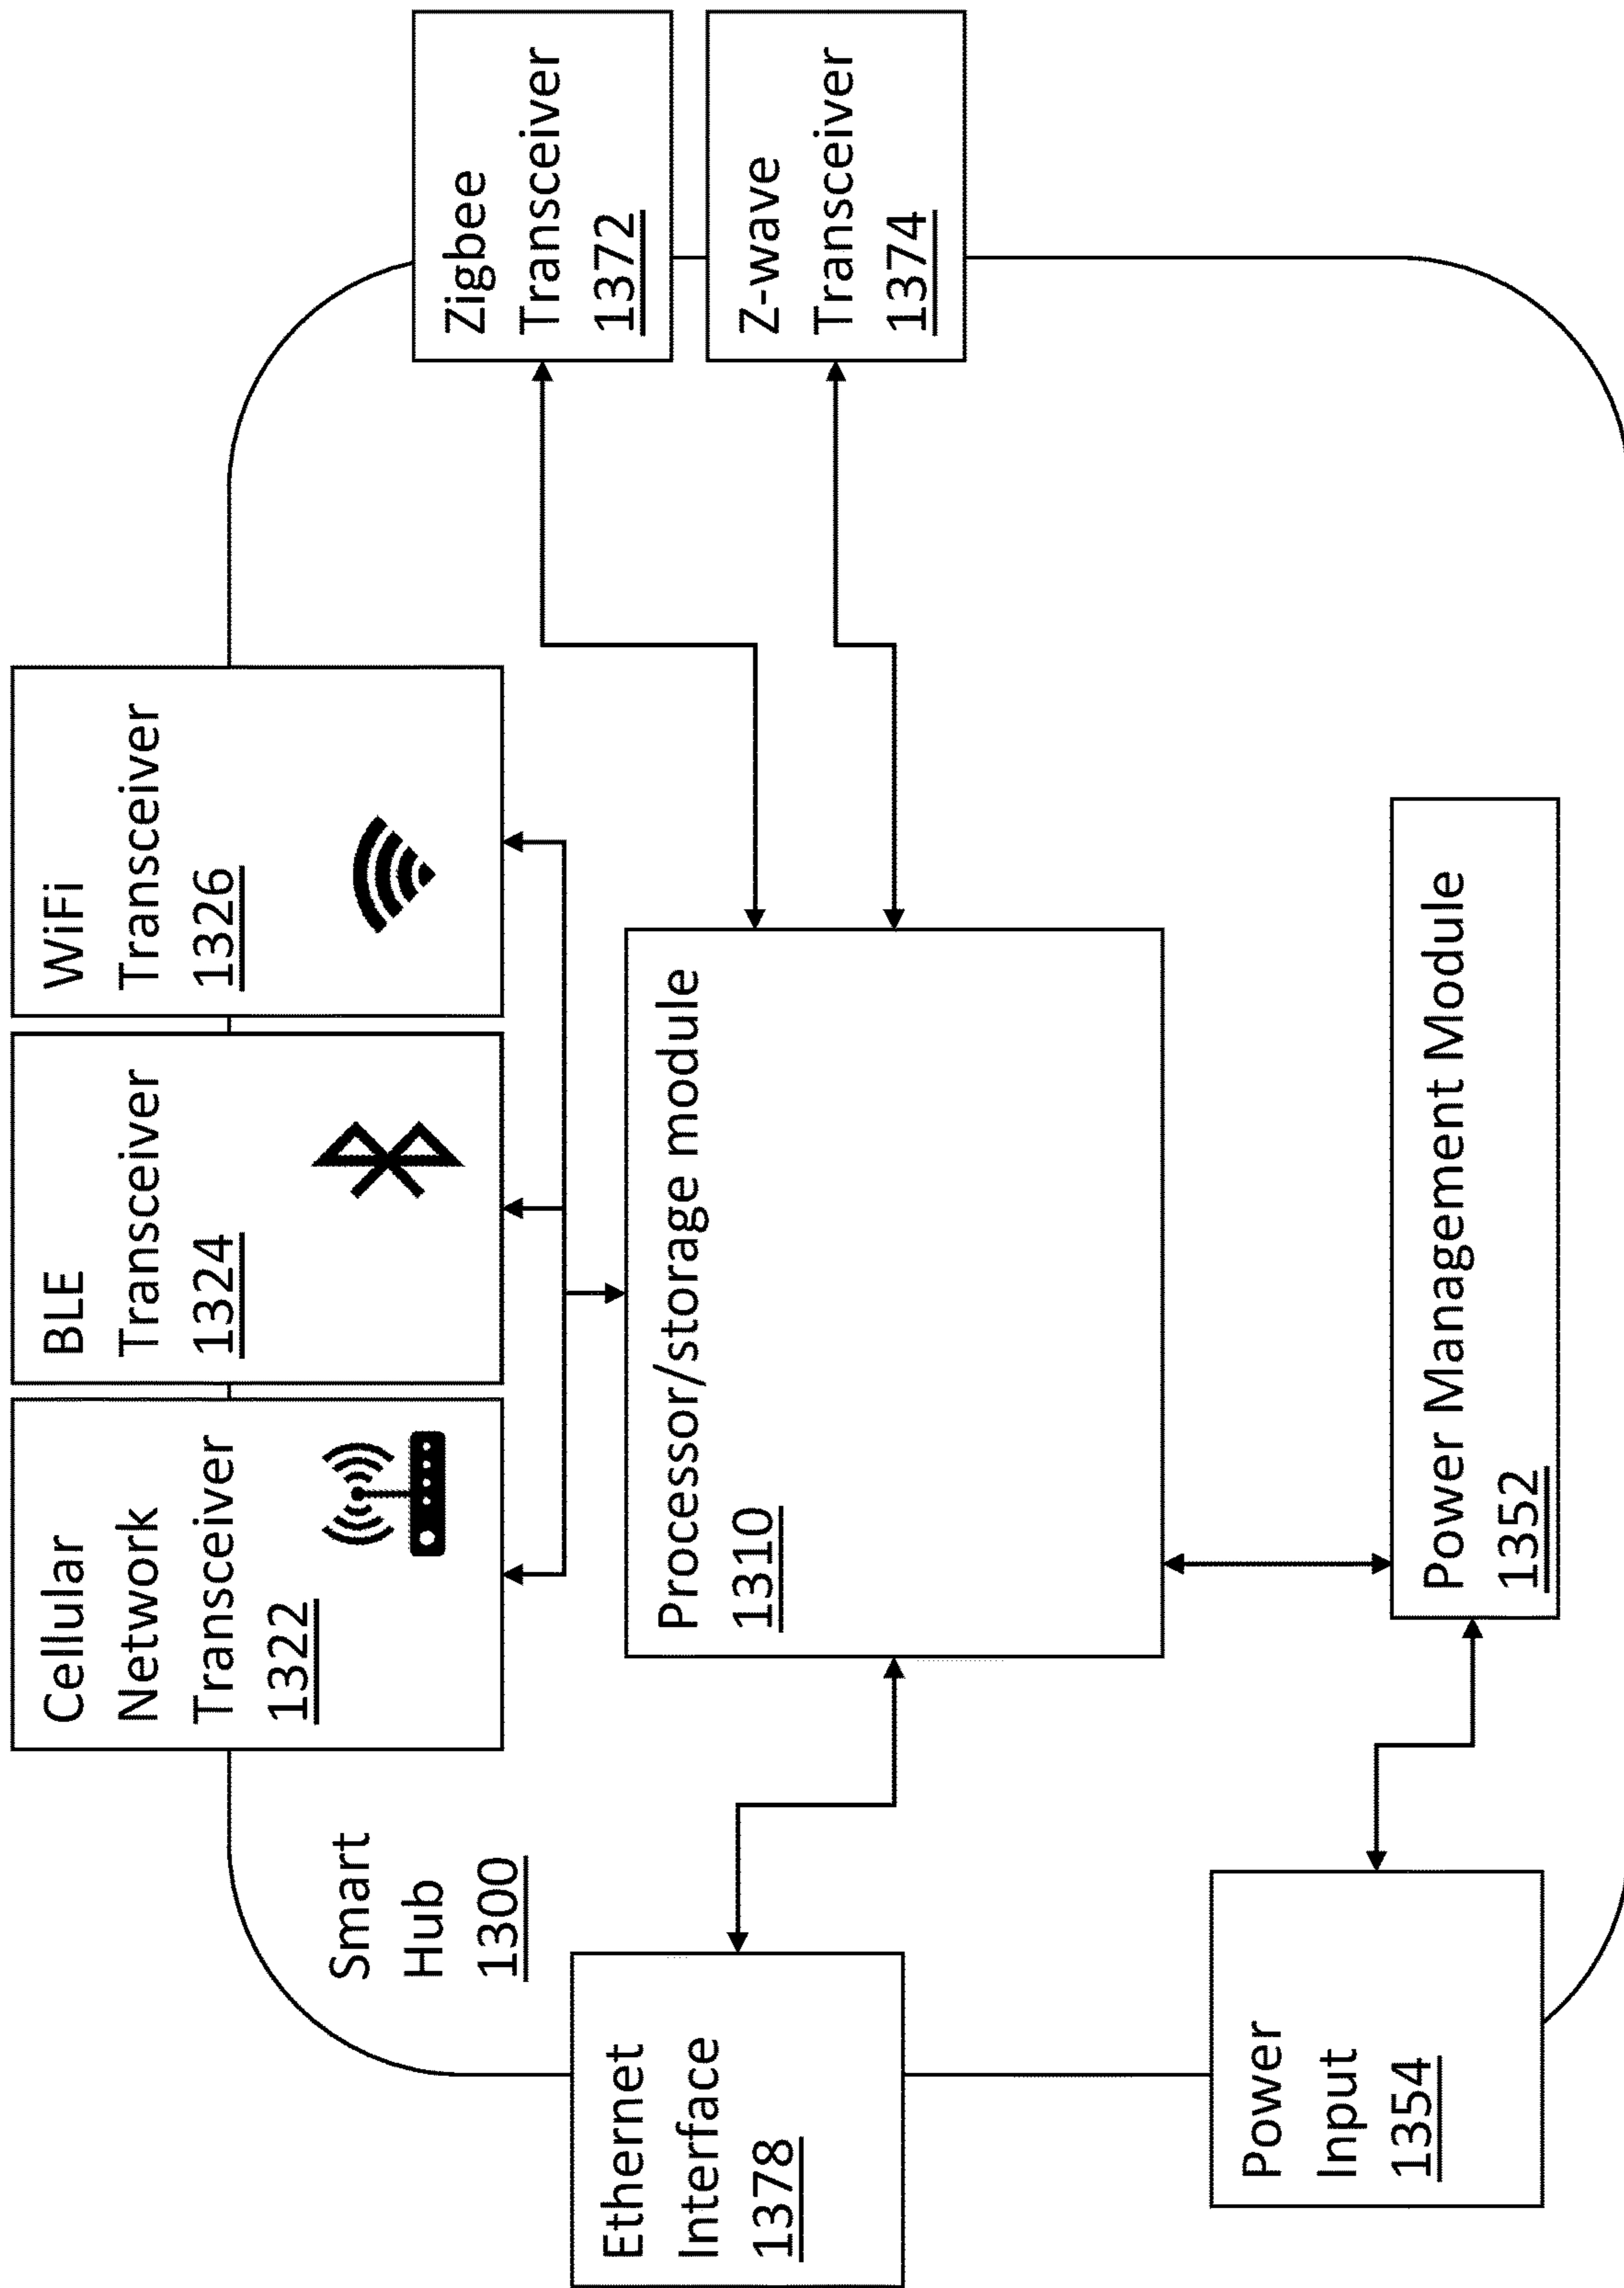 Cellular
Network
Transceiver
1322
BLE
Transceiver
1324
WiFi
Transceiver
1326
Smart
Hub
1300
Zigbee
Transceiver
1372
Z-wave
Transceiver
1374
Ethernet
Interface
1378
Processor/storage module
1310
Power
Input
1354
Power Management Module
1352